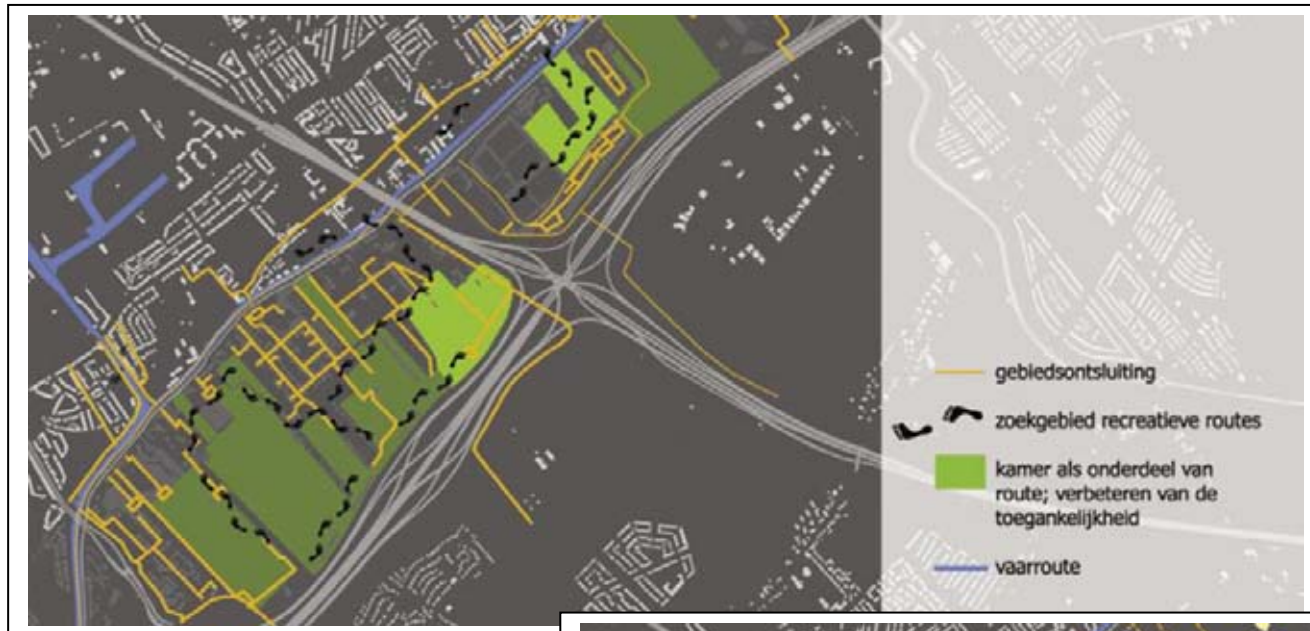 gebiedsontsluiting
zoekgebied recreatieve routes
kamer als onderdeel van
route; verbeteren van de
toegankelijkheid
vaarroute